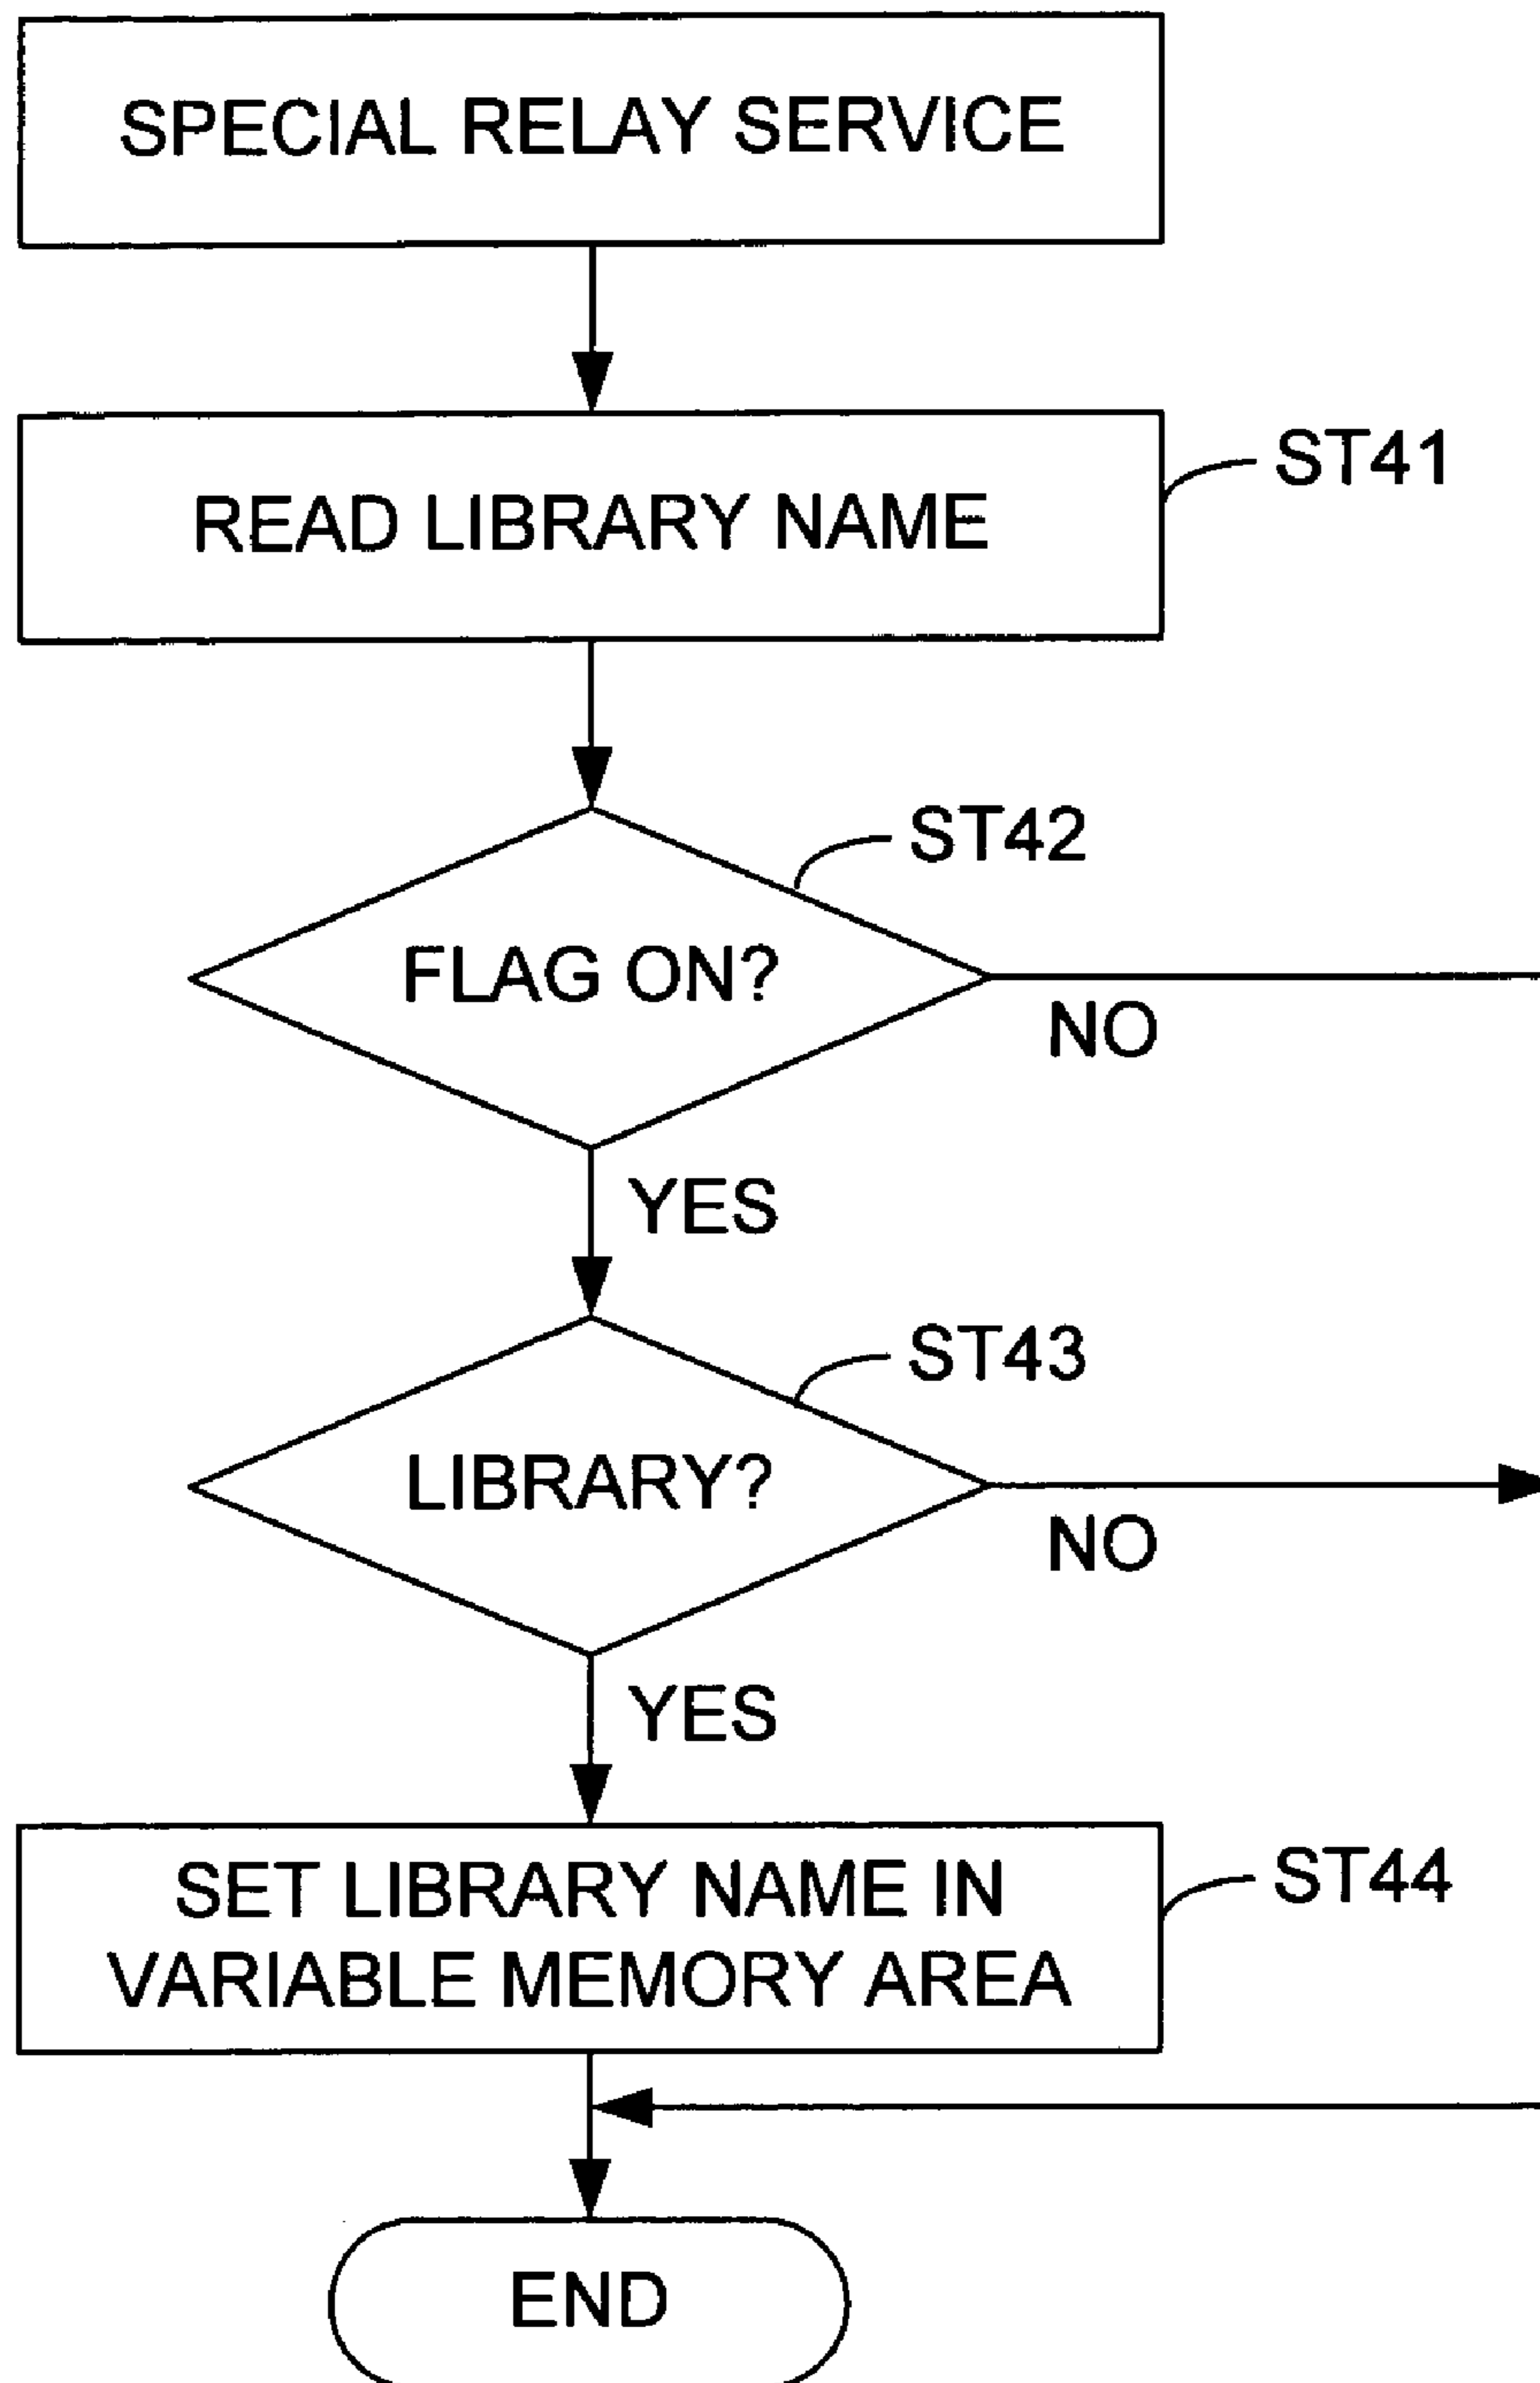 SPECIAL RELAY SERVICE
READ LIBRARY NAME
ST41
ST42
FLAG ON?
NO
YES
ST43
LIBRARY?
NO
YES
SET LIBRARY NAME IN
VARIABLE MEMORY AREA
ST44
END